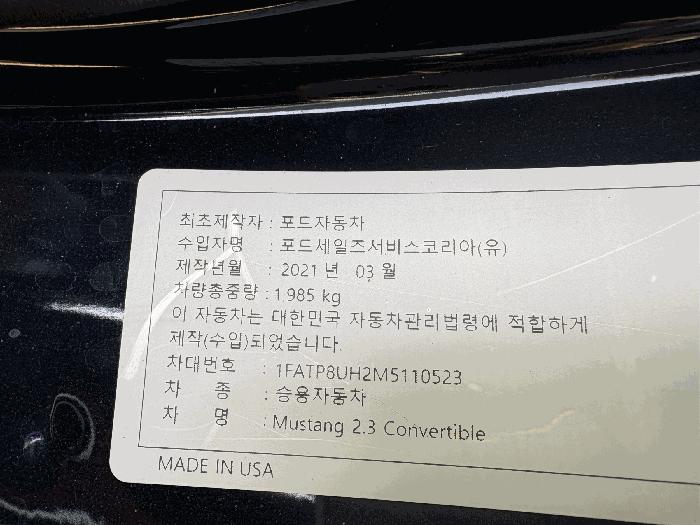 최초제작자 : 포드자동차
수입자명 : 포드세일즈서비스코리아(유)
제작년월 : 2021 년 03 월
차량총중량 : 1,985 kg
이 자동차는 대한민국 자동차관리법령에 적합하게
제작(수입)되었습니다.
차대번호 : 1FATP8UH2M5110523
차 종 : 승용자동차
차 명 : Mustang 2.3 Convertible
MADE IN USA